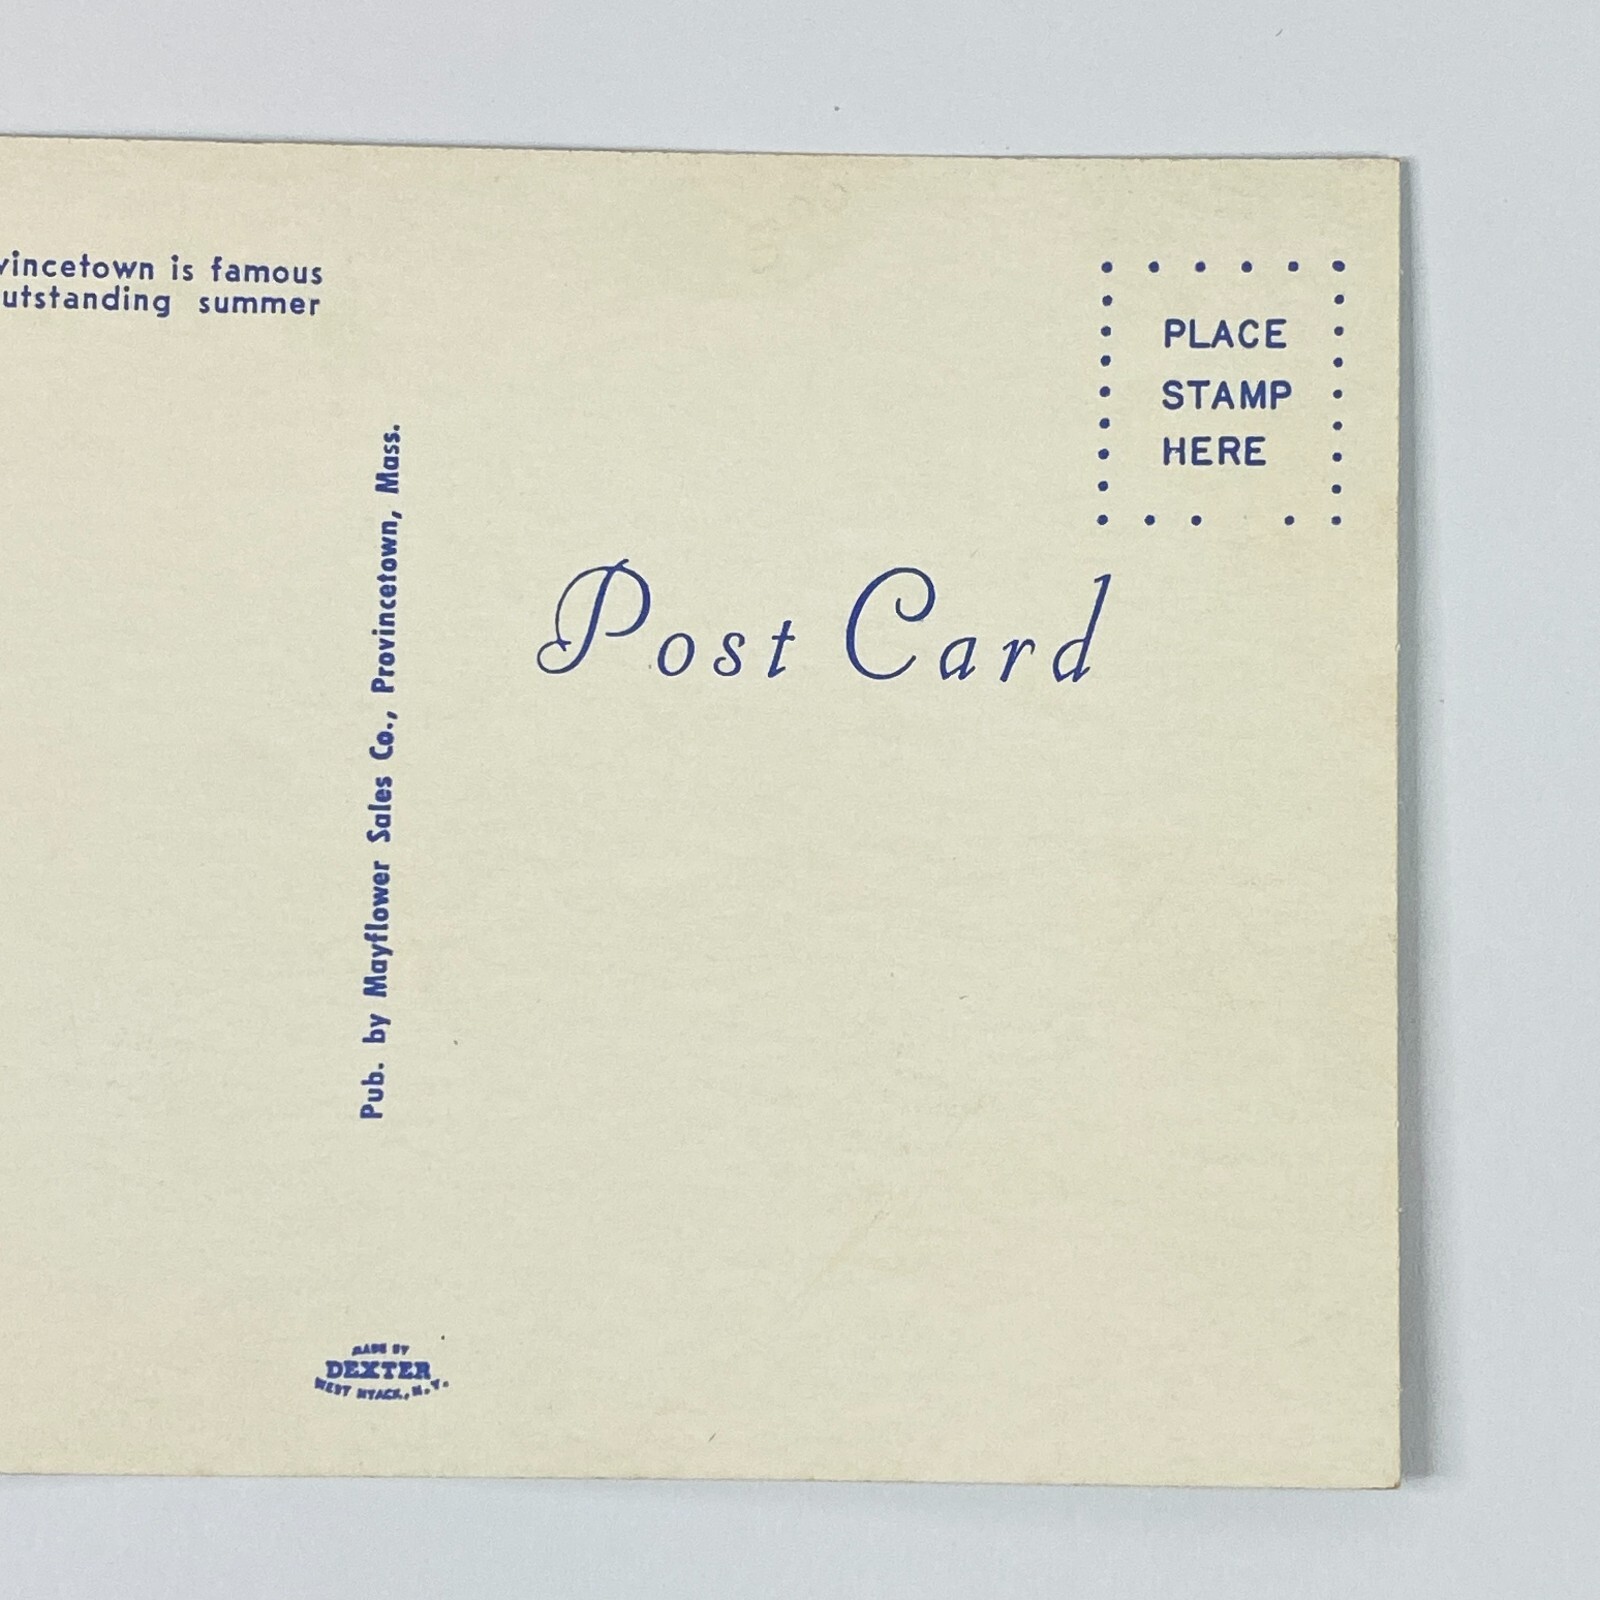 vincetown is famous
utstanding summer
PLACE
STAMP
HERE
Post Card
Pub. by Mayflower Sales Co., Provincetown, Mass.
MADE BY
DEXTER
WEST NYACK, N.Y.